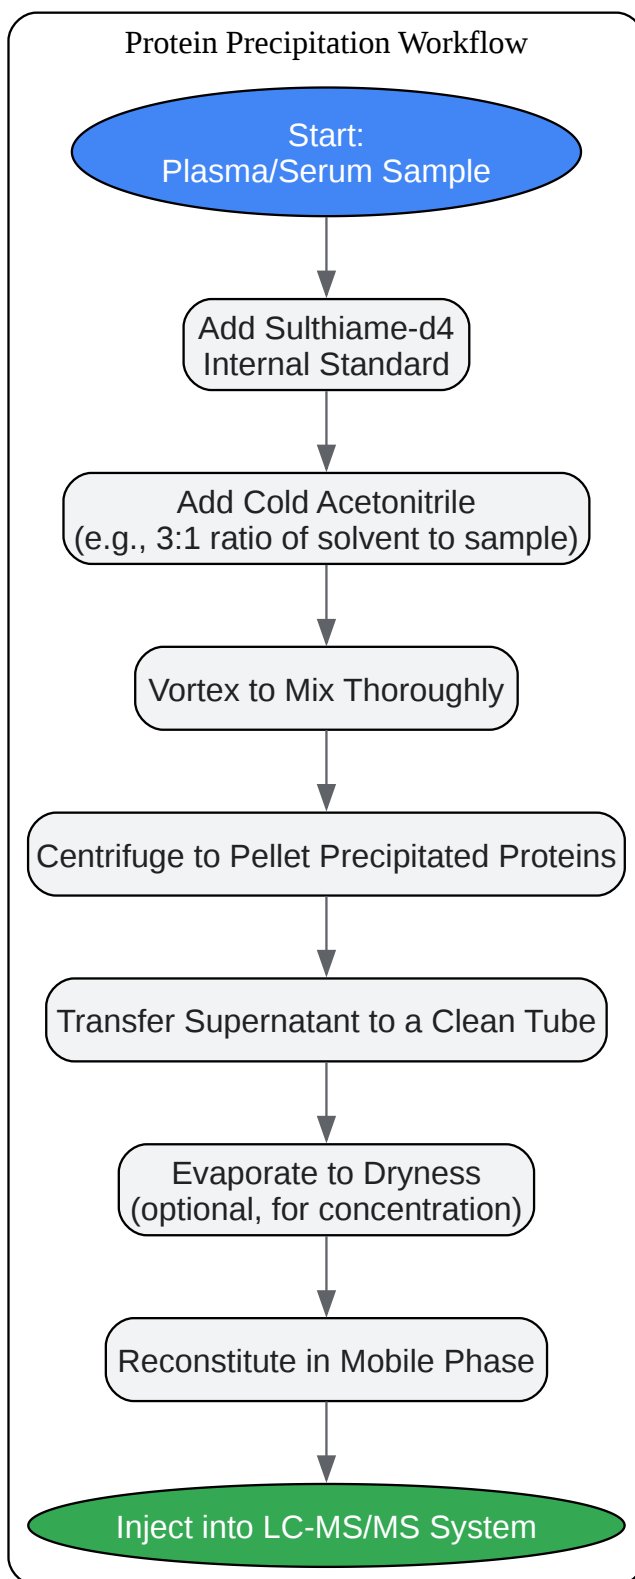 Protein Precipitation Workflow
Start:
Plasma/Serum Sample
Add Sulthiame-d4
Internal Standard
Add Cold Acetonitrile
(e.g., 3:1 ratio of solvent to sample)
Vortex to Mix Thoroughly
Centrifuge to Pellet Precipitated Proteins
Transfer Supernatant to a Clean Tube
Evaporate to Dryness
(optional, for concentration)
Reconstitute in Mobile Phase
Inject into LC-MS/MS System